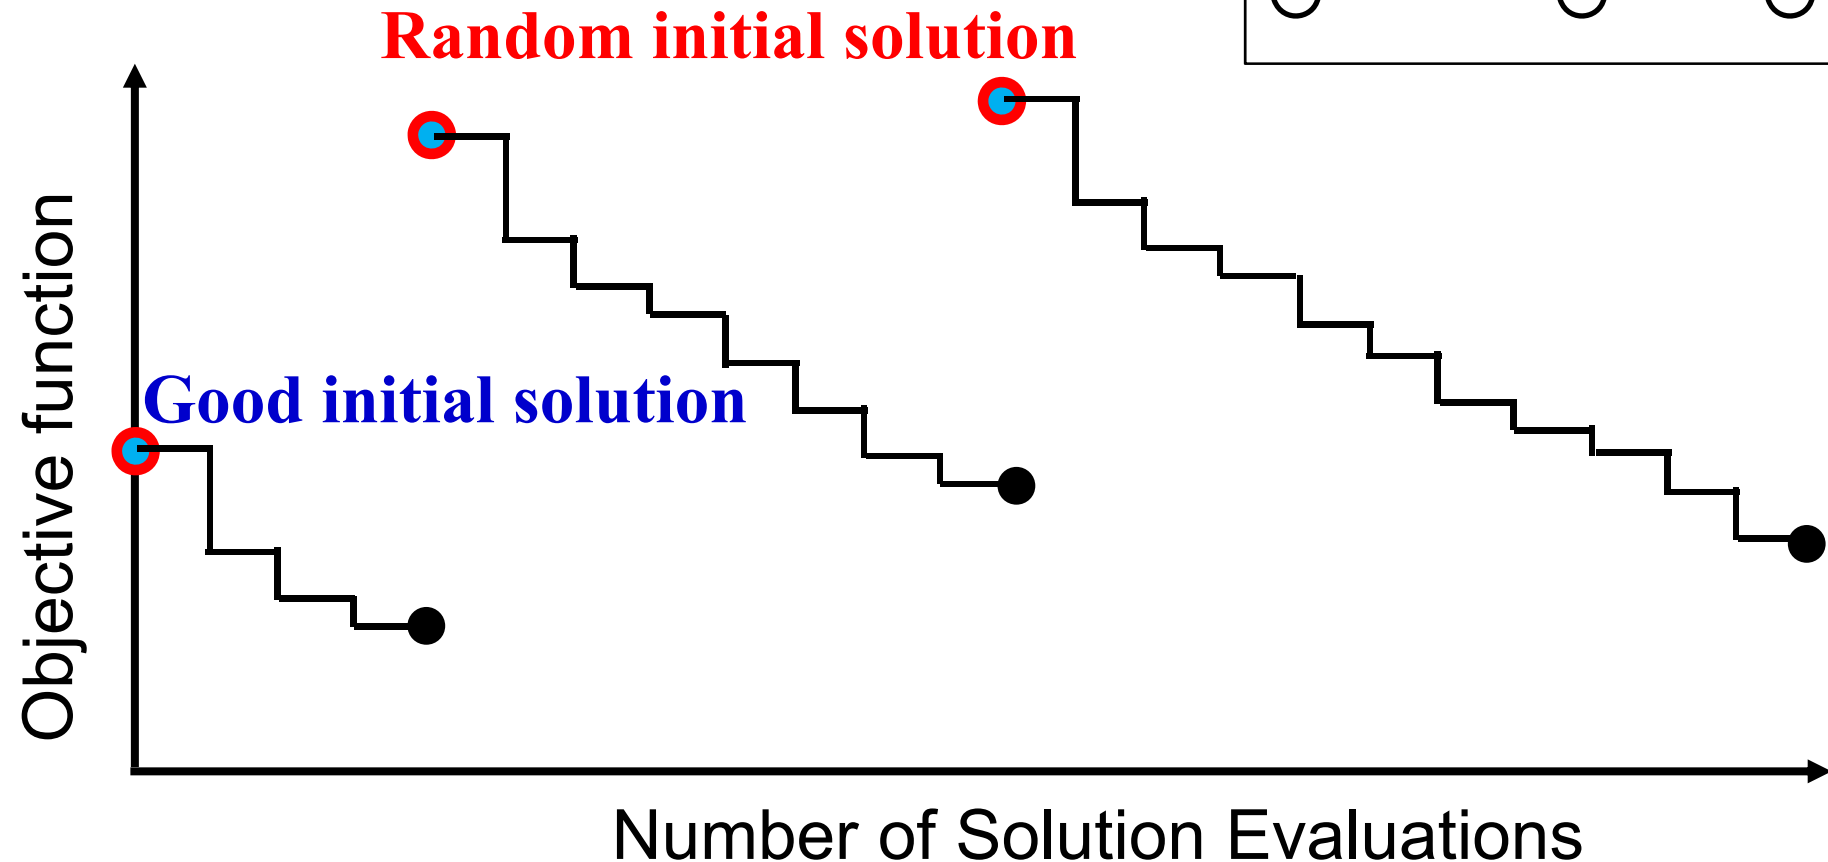 Random initial solution
Good initial solution
Objective function
Number of Solution Evaluations